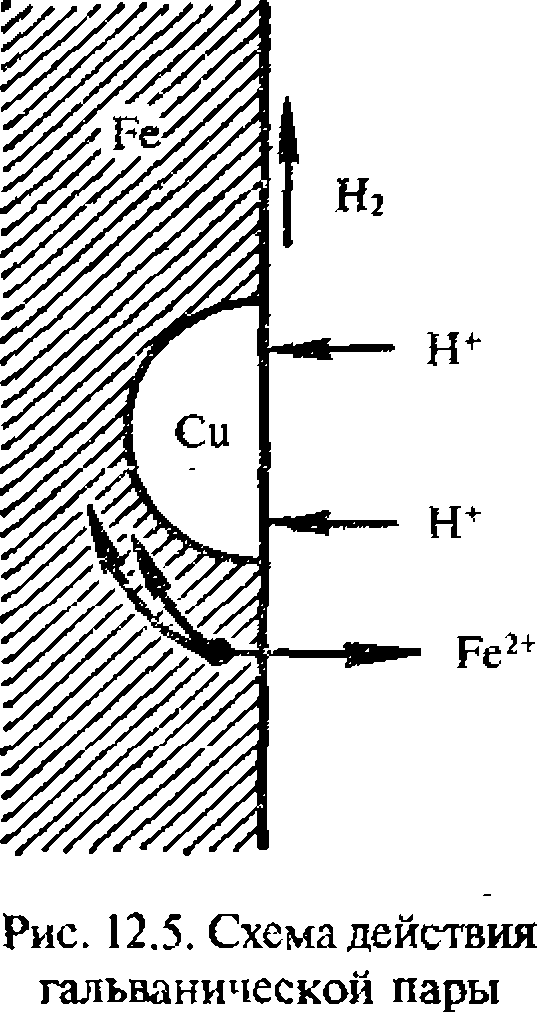 Fe
H₂
H⁺
Cu
H⁺
Fe²⁺
Рис. 12.5. Схема действия
гальванической пары